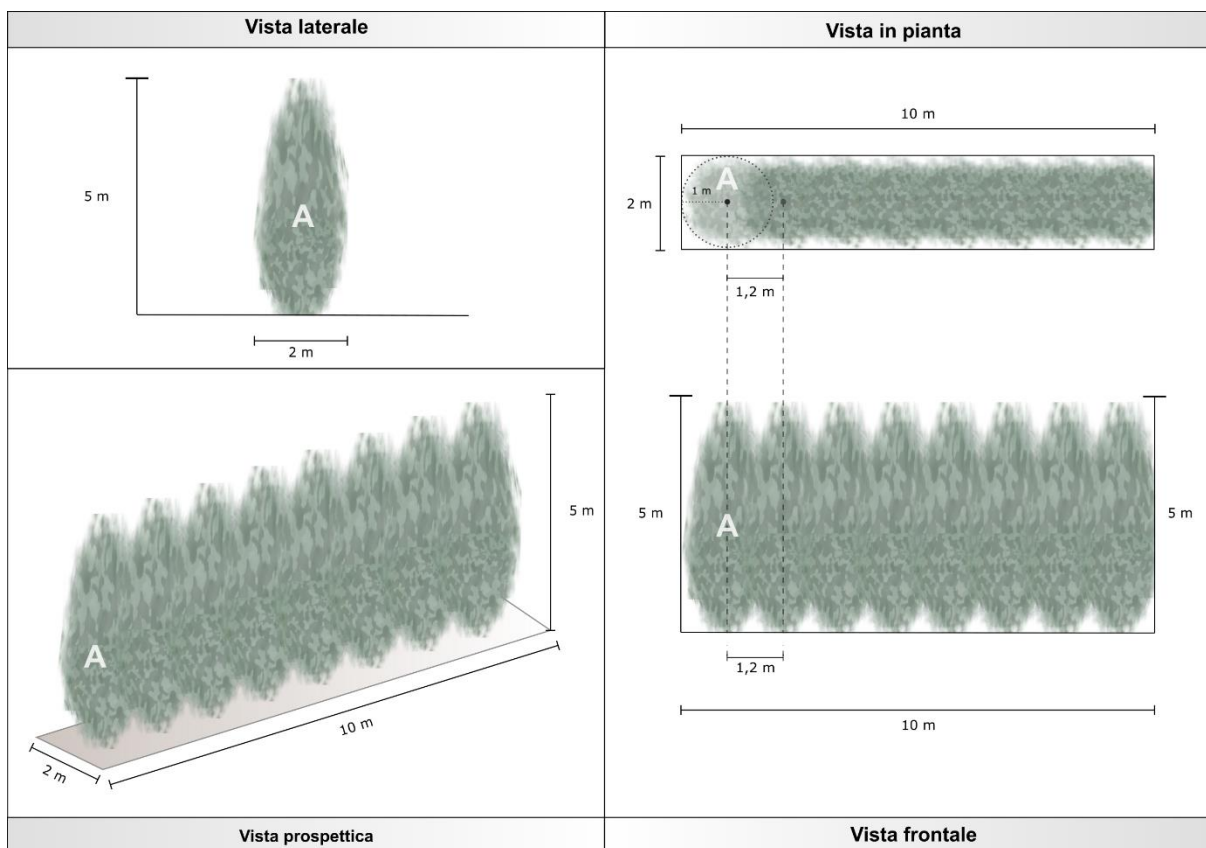 Vista laterale
Vista in pianta
5 m
A
2 m
10 m
2 m
A
1 m
1,2 m
5 m
A
2 m
10 m
5 m
A
5 m
1,2 m
10 m
Vista prospettica
Vista frontale